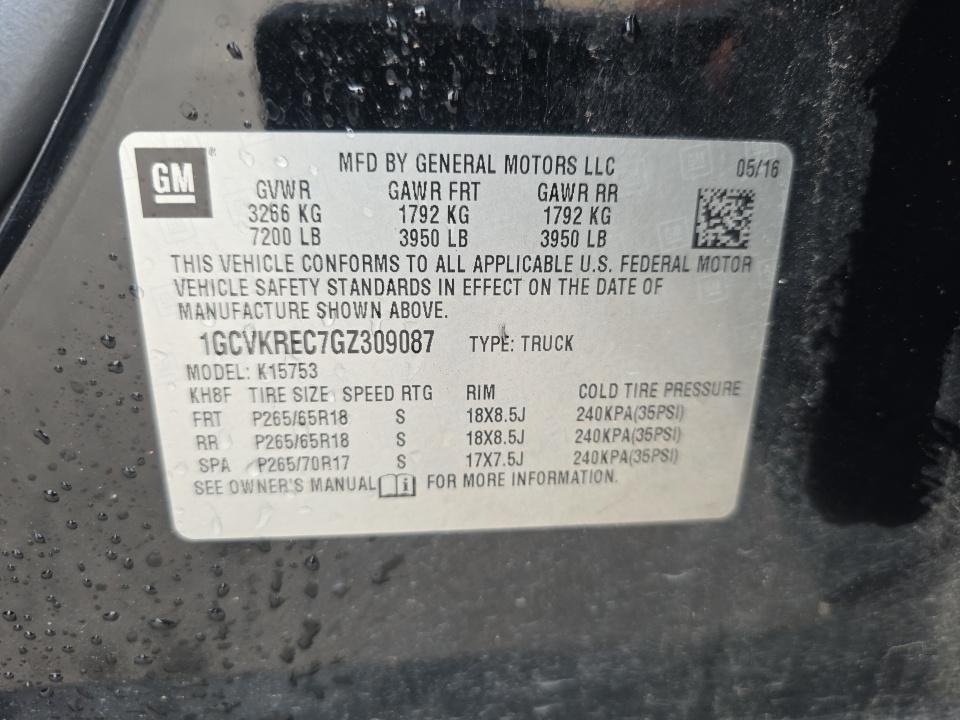 GM ®
MFD BY GENERAL MOTORS LLC 05/16
GVWR GAWR FRT GAWR RR
3266 KG 1792 KG 1792 KG
7200 LB 3950 LB 3950 LB
THIS VEHICLE CONFORMS TO ALL APPLICABLE U.S. FEDERAL MOTOR
VEHICLE SAFETY STANDARDS IN EFFECT ON THE DATE OF
MANUFACTURE SHOWN ABOVE.
1GCVKREC7GZ309087 TYPE: TRUCK
MODEL: K15753
KH8F TIRE SIZE SPEED RTG RIM COLD TIRE PRESSURE
FRT P265/65R18 S 18X8.5J 240KPA(35PSI)
RR P265/65R18 S 18X8.5J 240KPA(35PSI)
SPA P265/70R17 S 17X7.5J 240KPA(35PSI)
SEE OWNER'S MANUAL i FOR MORE INFORMATION.